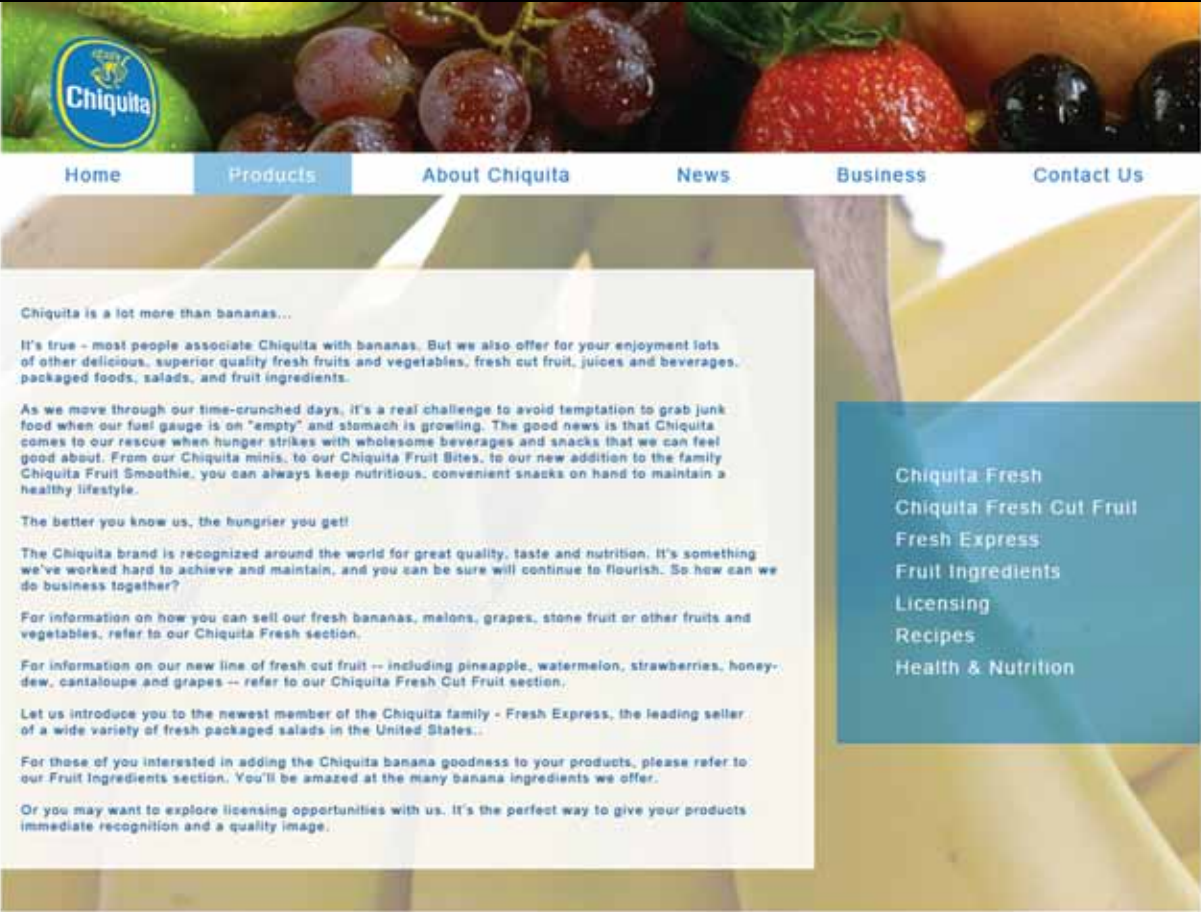 Chiquita
Home
Products
About Chiquita
News
Business
Contact Us
Chiquita is a lot more than bananas...
It's true - most people associate Chiquita with bananas. But we also offer for your enjoyment lots
of other delicious, superior quality fresh fruits and vegetables, fresh cut fruit, juices and beverages,
packaged foods, salads, and fruit ingredients.
As we move through our time-crunched days, it's a real challenge to avoid temptation to grab junk
food when our fuel gauge is on "empty" and stomach is growling. The good news is that Chiquita
comes to our rescue when hunger strikes with wholesome beverages and snacks that we can feel
good about. From our Chiquita minis, to our Chiquita Fruit Bites, to our new addition to the family
Chiquita Fruit Smoothie, you can always keep nutritious, convenient snacks on hand to maintain a
healthy lifestyle.
The better you know us, the hungrier you get!
The Chiquita brand is recognized around the world for great quality, taste and nutrition. It's something
we've worked hard to achieve and maintain, and you can be sure will continue to flourish. So how can we
do business together?
For information on how you can sell our fresh bananas, melons, grapes, stone fruit or other fruits and
vegetables, refer to our Chiquita Fresh section.
For information on our new line of fresh cut fruit -- including pineapple, watermelon, strawberries, honey-
dew, cantaloupe and grapes -- refer to our Chiquita Fresh Cut Fruit section.
Let us introduce you to the newest member of the Chiquita family - Fresh Express, the leading seller
of a wide variety of fresh packaged salads in the United States..
For those of you interested in adding the Chiquita banana goodness to your products, please refer to
our Fruit Ingredients section. You'll be amazed at the many banana ingredients we offer.
Or you may want to explore licensing opportunities with us. It's the perfect way to give your products
immediate recognition and a quality image.
Chiquita Fresh
Chiquita Fresh Cut Fruit
Fresh Express
Fruit Ingredients
Licensing
Recipes
Health & Nutrition